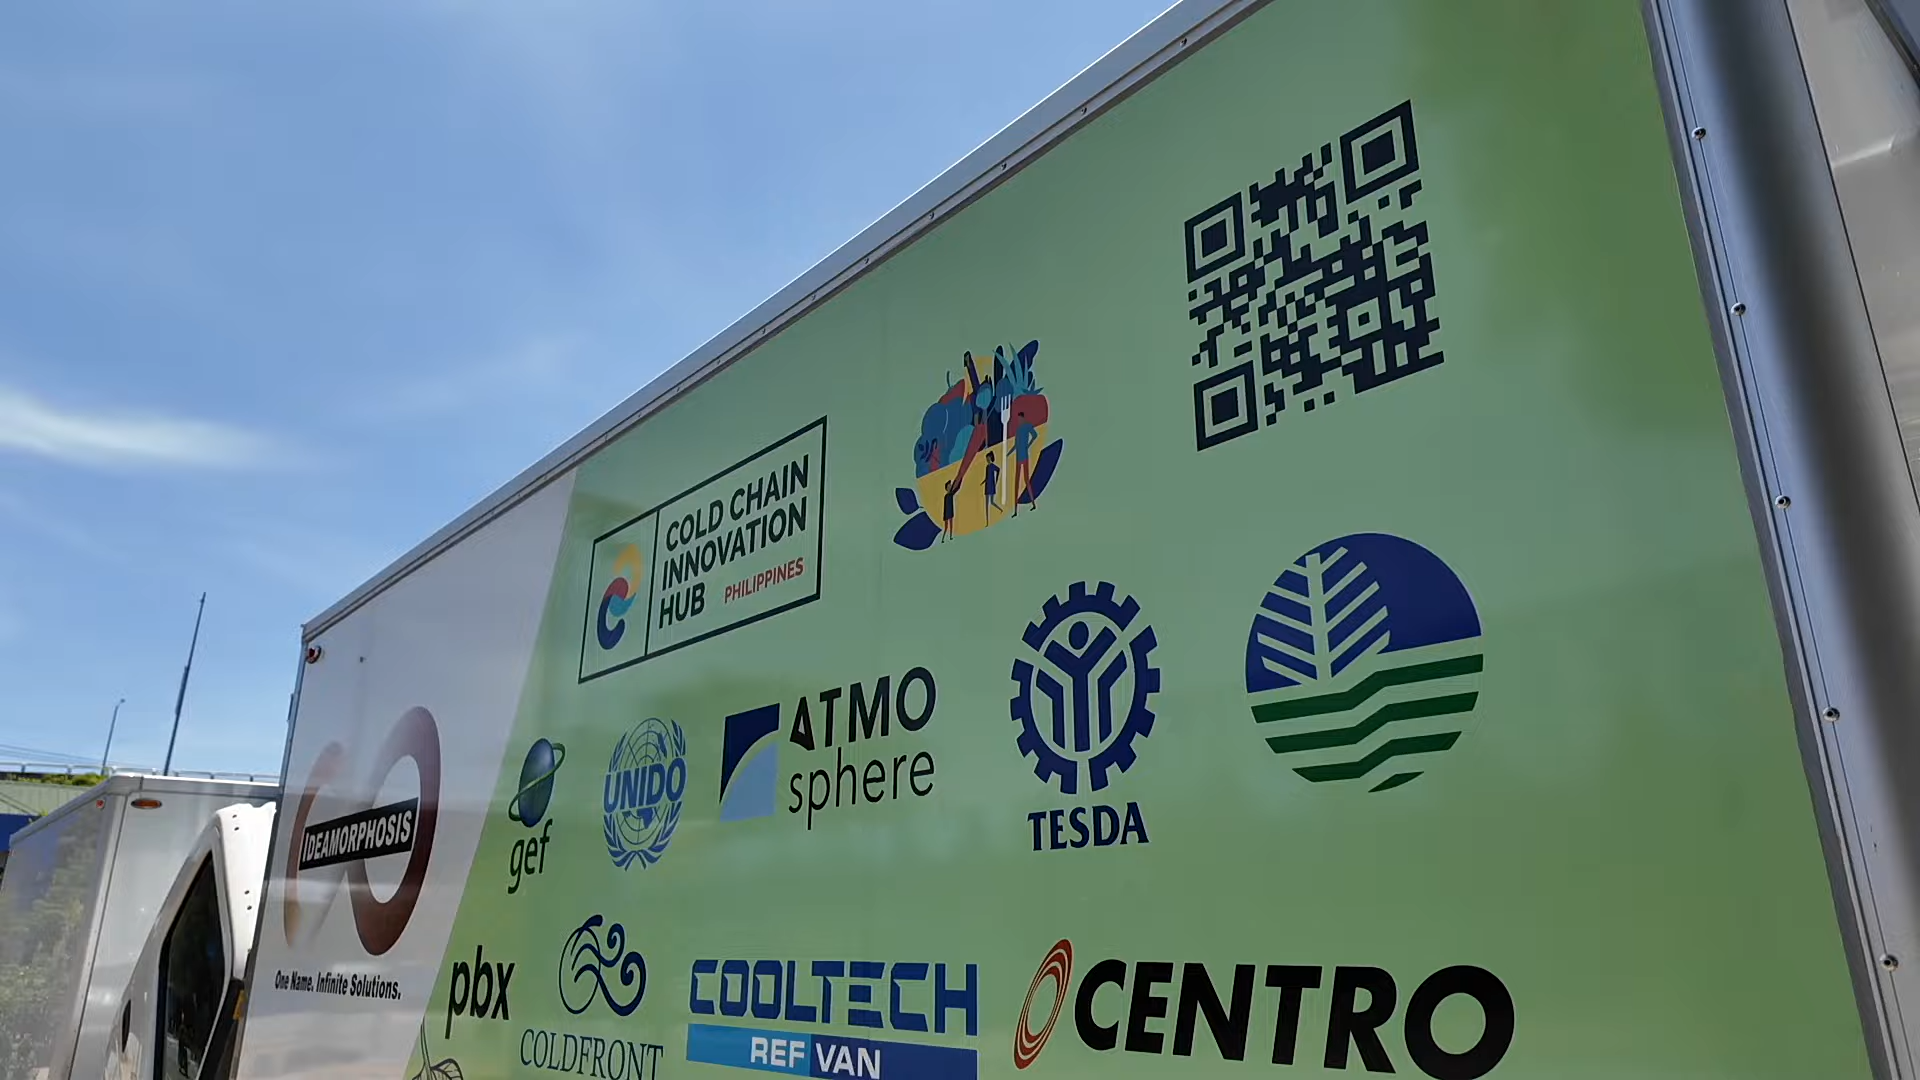 COLD CHAIN
INNOVATION
HUB PHILIPPINES
gef
UNIDO
ATMO
sphere
TESDA
IDEAMORPHOSIS
One Name. Infinite Solutions.
pbx
COLDFRONT
COOLTECH
REF VAN
CENTRO